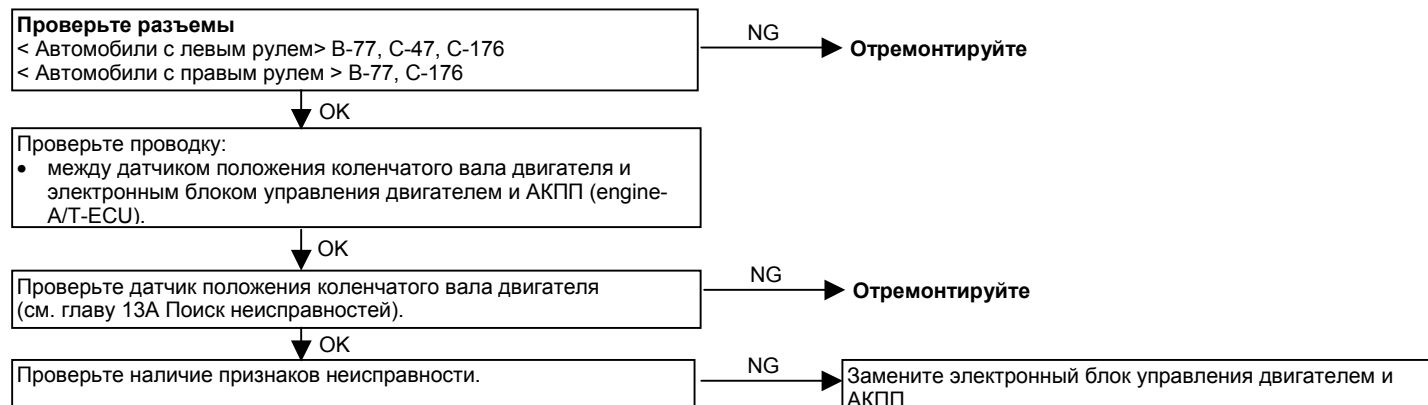 Проверьте разъемы
< Автомобили с левым рулем> B-77, C-47, C-176
< Автомобили с правым рулем > B-77, C-176
NG
Отремонтируйте
OK
Проверьте проводку:
• между датчиком положения коленчатого вала двигателя и
электронным блоком управления двигателем и АКПП (engine-
A/T-ECU).
OK
Проверьте датчик положения коленчатого вала двигателя
(см. главу 13A Поиск неисправностей).
NG
Отремонтируйте
OK
Проверьте наличие признаков неисправности.
NG
Замените электронный блок управления двигателем и
АКПП